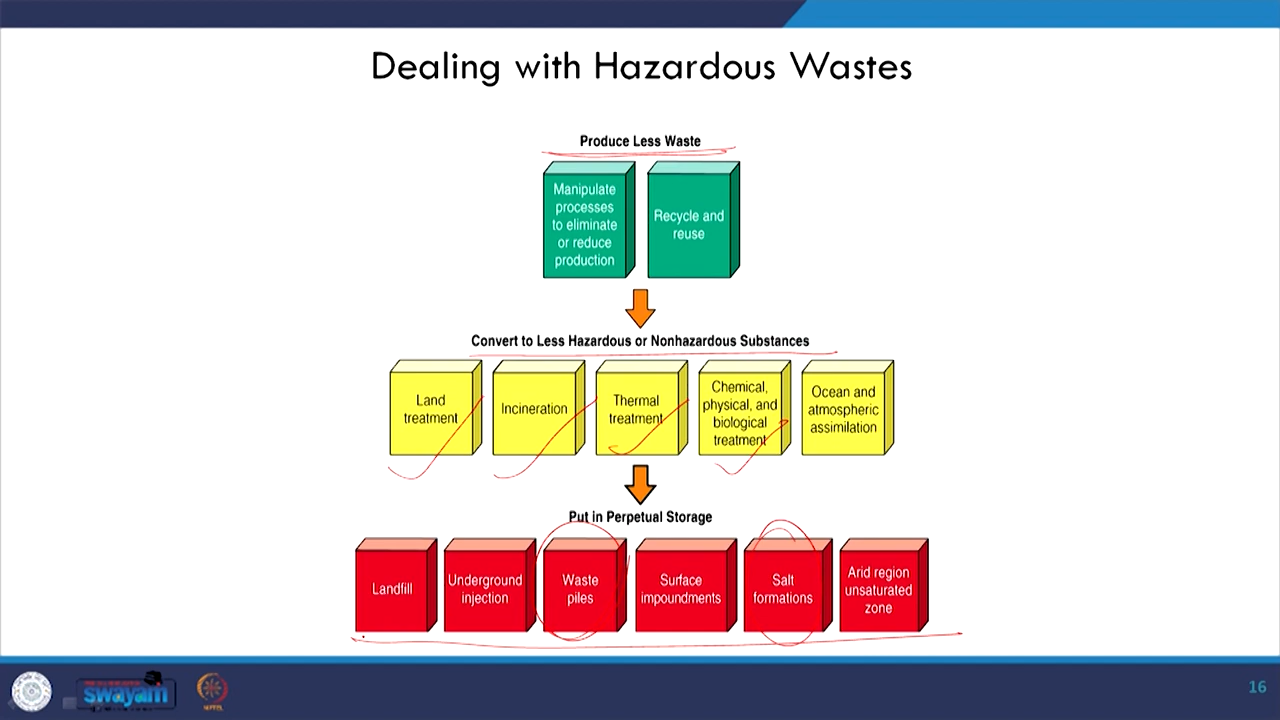 Dealing with Hazardous Wastes
Produce Less Waste
Manipulate
processes
to eliminate
or reduce
production
Recycle and
reuse
Convert to Less Hazardous or Nonhazardous Substances
Land
treatment
Incineration
Thermal
treatment
Chemical,
physical, and
biological
treatment
Ocean and
atmospheric
assimilation
Put in Perpetual Storage
Landfill
Underground
injection
Waste
piles
Surface
impoundments
Salt
formations
Arid region
unsaturated
zone
swayam
16